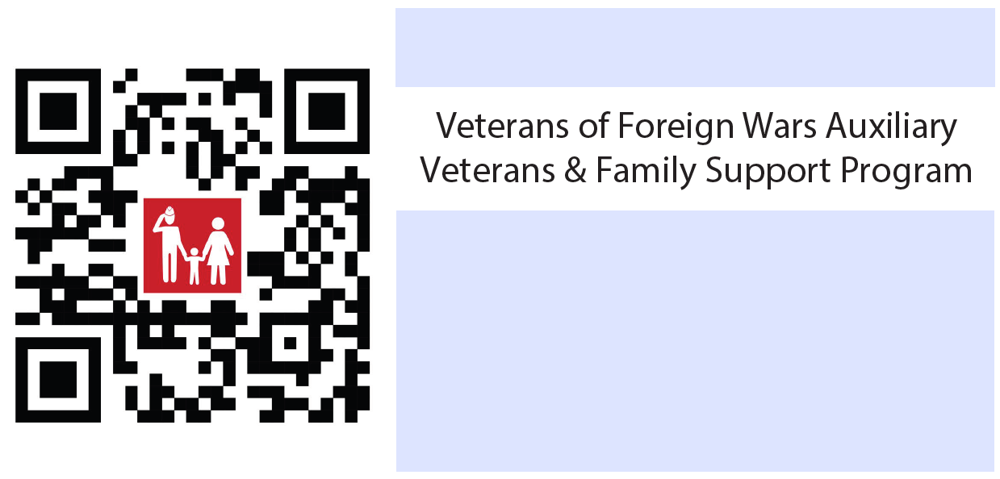 Veterans of Foreign Wars Auxiliary
Veterans & Family Support Program